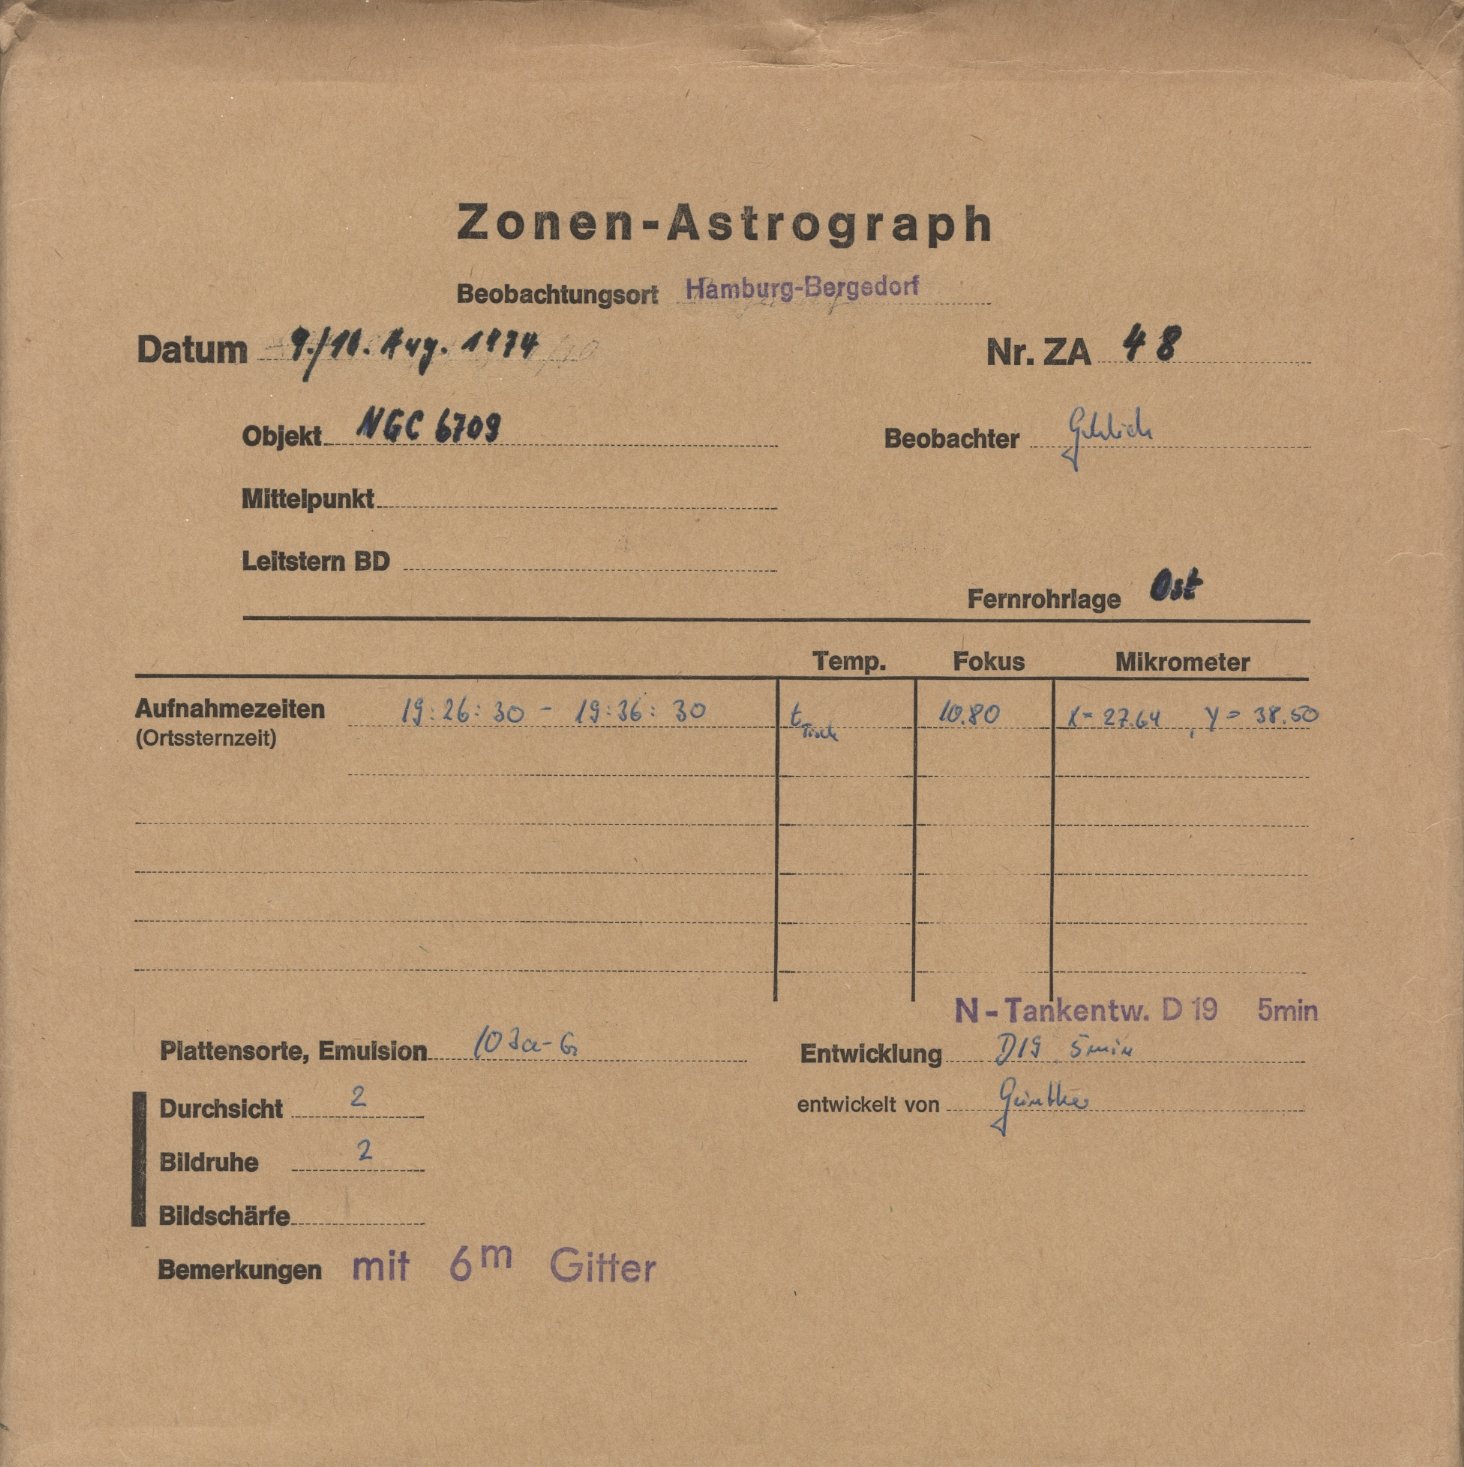 Zonen-Astrograph
Beobachtungsort Hamburg-Bergedorf
Datum 9./10. Aug. 1974 Nr. ZA 48
Objekt NGC 6709 Beobachter
Mittelpunkt
Leitstern BD
Fernrohrlage Ost
Temp. Fokus Mikrometer
Aufnahmezeiten 19:26:30 - 19:36:30 t Tisch 10.80 X=27.64, Y=38.50
(Ortssternzeit)
N-Tankentw. D 19 5min
Plattensorte, Emulsion 103a-G Entwicklung D19 5min
Durchsicht 2 entwickelt von Günther
Bildruhe 2
Bildschärfe
Bemerkungen mit 6m Gitter